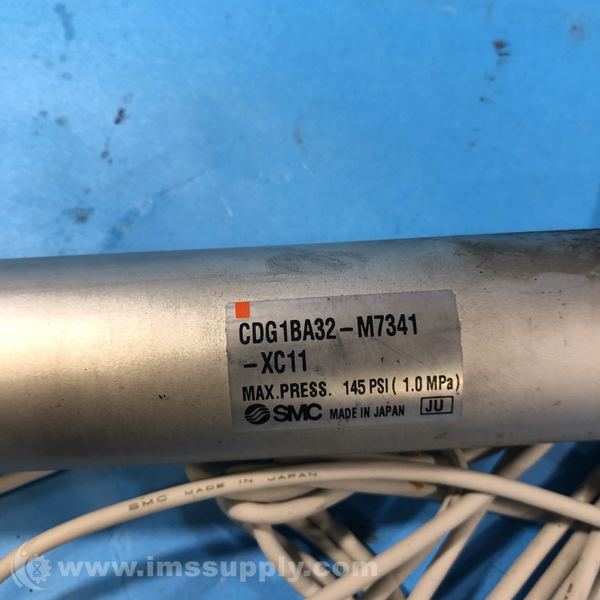 CDG1BA32-M7341
-XC11
MAX.PRESS. 145 PSI ( 1.0 MPa)
SMC MADE IN JAPAN JU
SMC MADE IN JAPAN
© www.imssupply.com